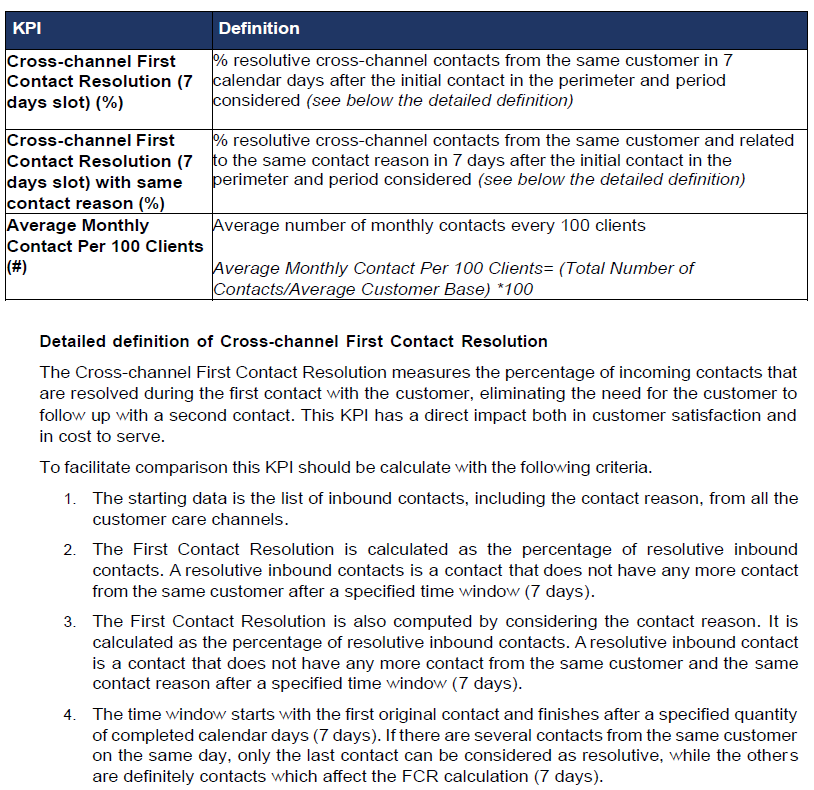 KPI
Definition
Cross-channel First
Contact Resolution (7
days slot) (%)
% resolutive cross-channel contacts from the same customer in 7
calendar days after the initial contact in the perimeter and period
considered (see below the detailed definition)
Cross-channel First
Contact Resolution (7
days slot) with same
contact reason (%)
% resolutive cross-channel contacts from the same customer and related
to the same contact reason in 7 days after the initial contact in the
perimeter and period considered (see below the detailed definition)
Average Monthly
Contact Per 100 Clients
(#)
Average number of monthly contacts every 100 clients
Average Monthly Contact Per 100 Clients= (Total Number of
Contacts/Average Customer Base) *100
Detailed definition of Cross-channel First Contact Resolution
The Cross-channel First Contact Resolution measures the percentage of incoming contacts that
are resolved during the first contact with the customer, eliminating the need for the customer to
follow up with a second contact. This KPI has a direct impact both in customer satisfaction and
in cost to serve.
To facilitate comparison this KPI should be calculate with the following criteria.
1. The starting data is the list of inbound contacts, including the contact reason, from all the
customer care channels.
2. The First Contact Resolution is calculated as the percentage of resolutive inbound
contacts. A resolutive inbound contacts is a contact that does not have any more contact
from the same customer after a specified time window (7 days).
3. The First Contact Resolution is also computed by considering the contact reason. It is
calculated as the percentage of resolutive inbound contacts. A resolutive inbound contact
is a contact that does not have any more contact from the same customer and the same
contact reason after a specified time window (7 days).
4. The time window starts with the first original contact and finishes after a specified quantity
of completed calendar days (7 days). If there are several contacts from the same customer
on the same day, only the last contact can be considered as resolutive, while the others
are definitely contacts which affect the FCR calculation (7 days).